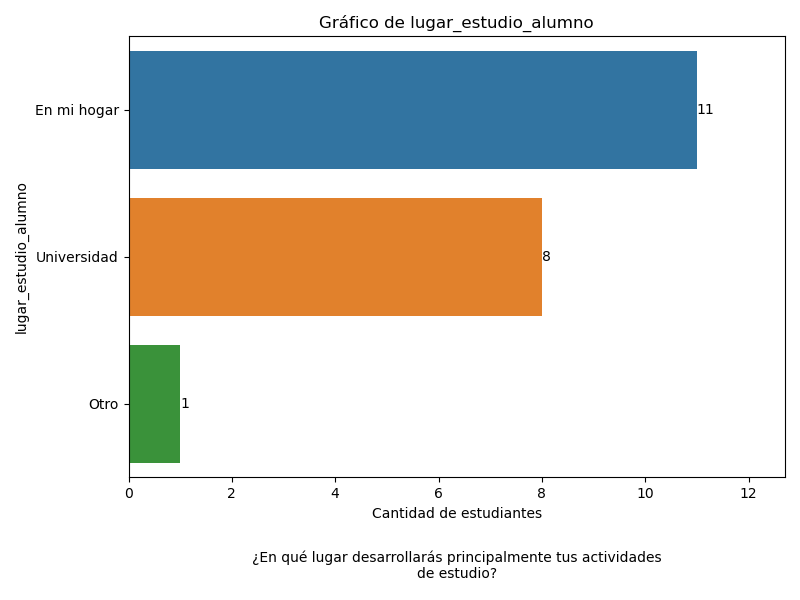 Gráfico de lugar_estudio_alumno
lugar_estudio_alumno
En mi hogar
11
Universidad
8
Otro
1
0 2 4 6 8 10 12
Cantidad de estudiantes
¿En qué lugar desarrollarás principalmente tus actividades
de estudio?